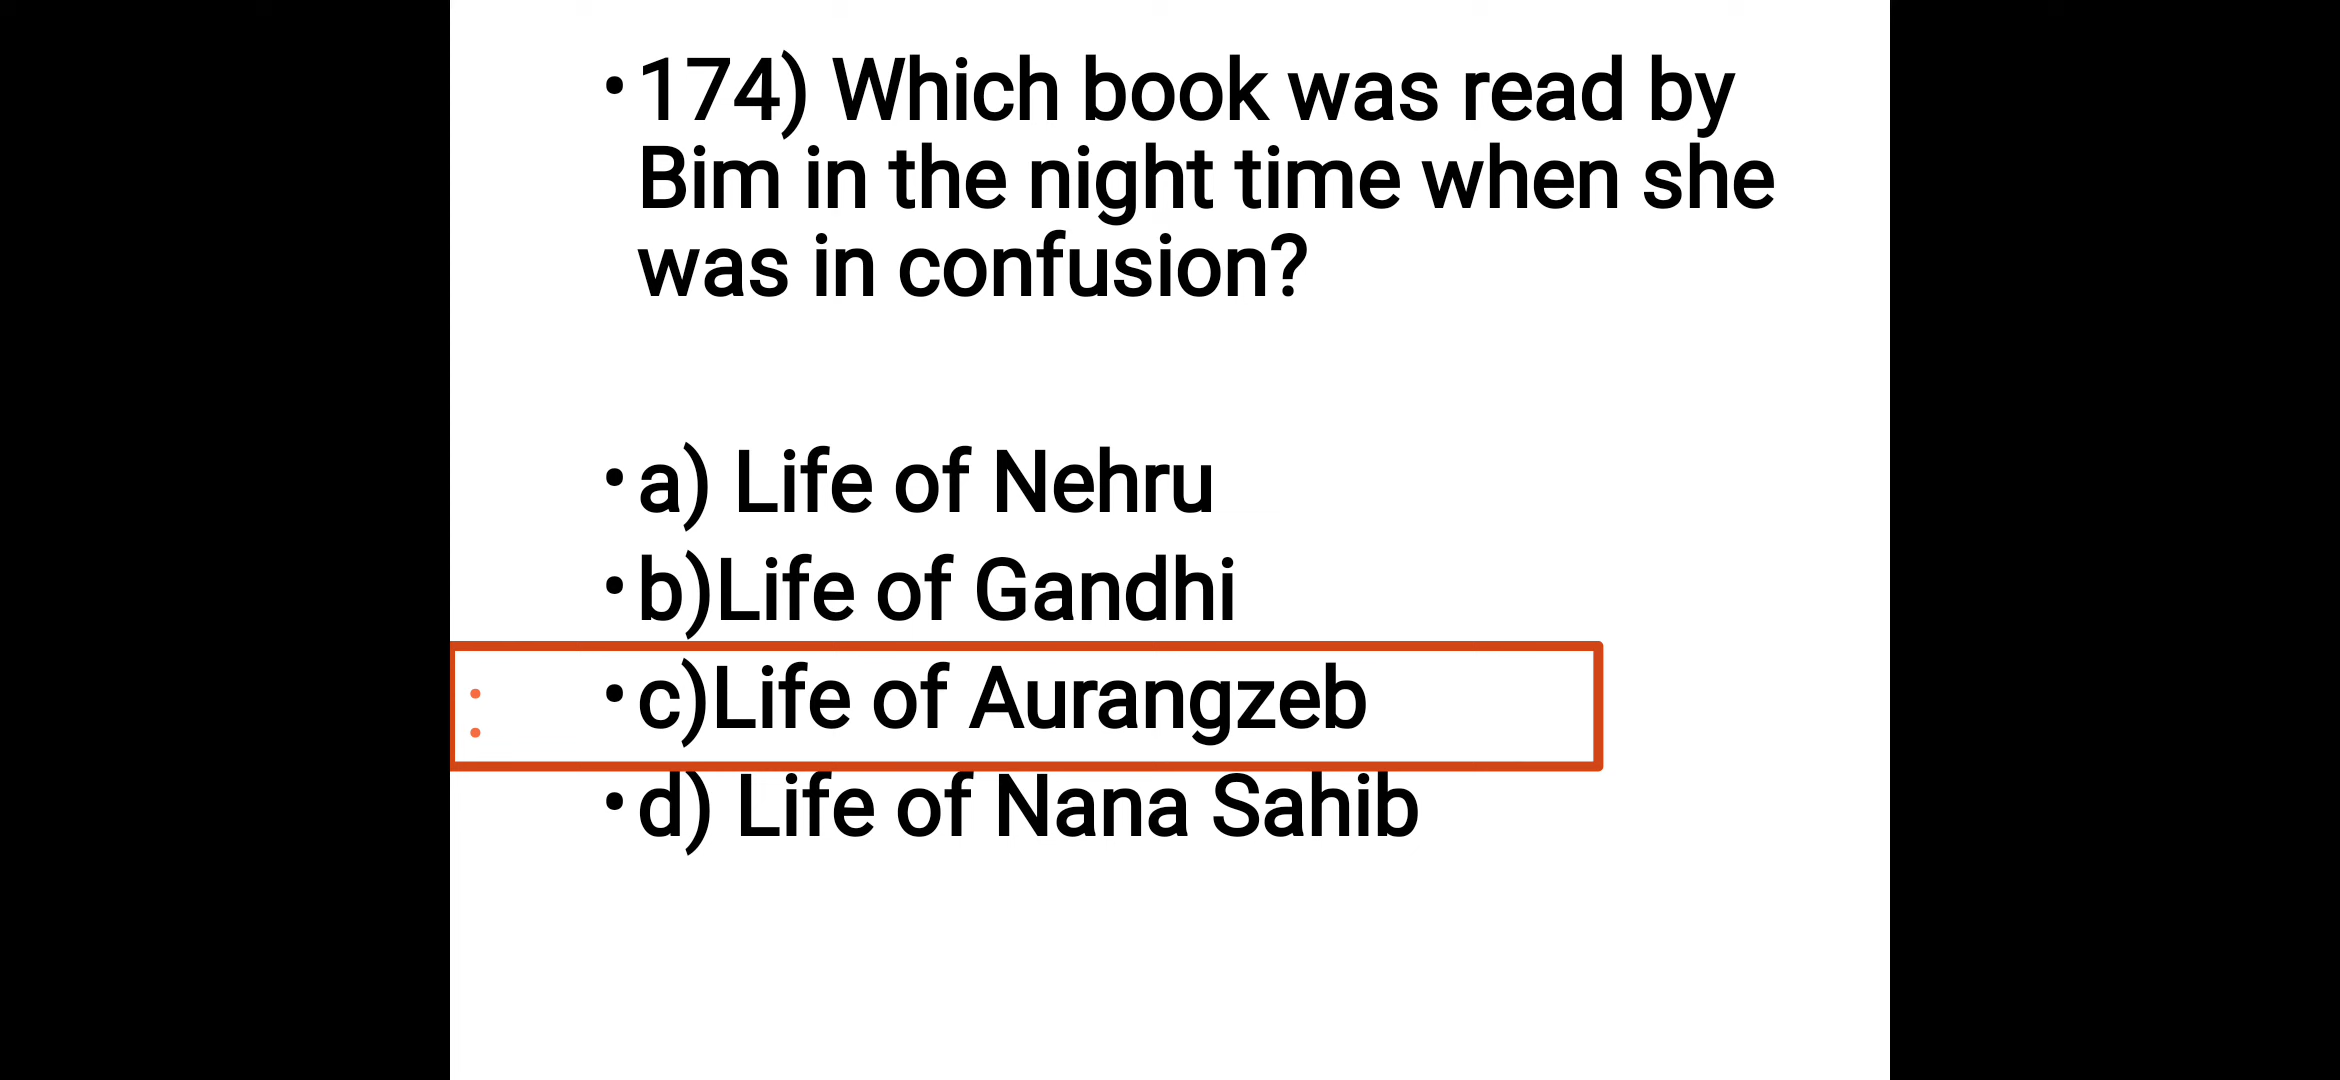 •174) Which book was read by
Bim in the night time when she
was in confusion?
•a) Life of Nehru
•b)Life of Gandhi
•c)Life of Aurangzeb
•d) Life of Nana Sahib